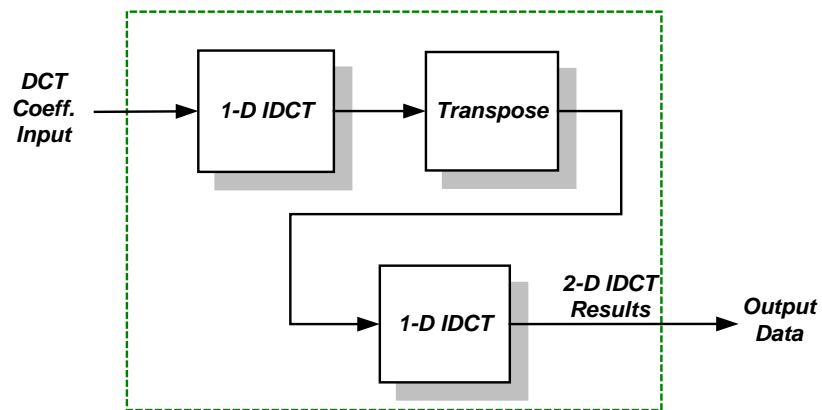 DCT
Coeff.
Input
1-D IDCT
Transpose
1-D IDCT
2-D IDCT
Results
Output
Data